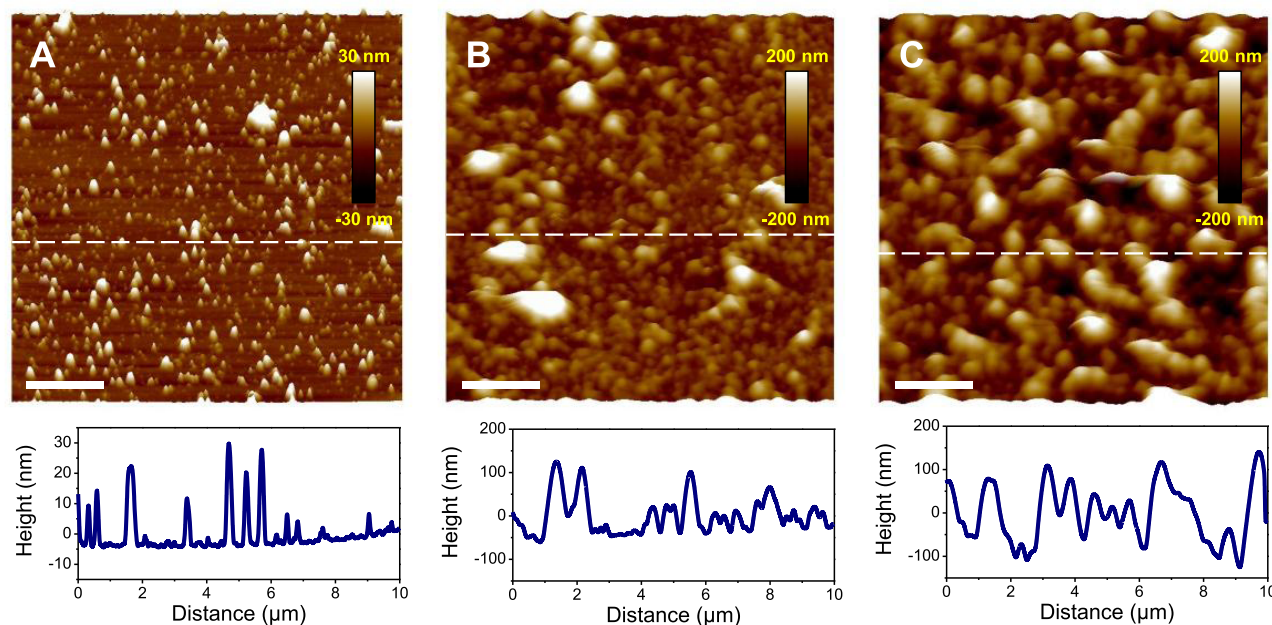 A
30 nm
-30 nm
B
200 nm
-200 nm
C
200 nm
-200 nm
30
20
10
0
-10
Height (nm)
0 2 4 6 8 10
Distance (µm)
200
100
0
-100
Height (nm)
0 2 4 6 8 10
Distance (µm)
200
100
0
-100
-150
Height (nm)
0 2 4 6 8 10
Distance (µm)